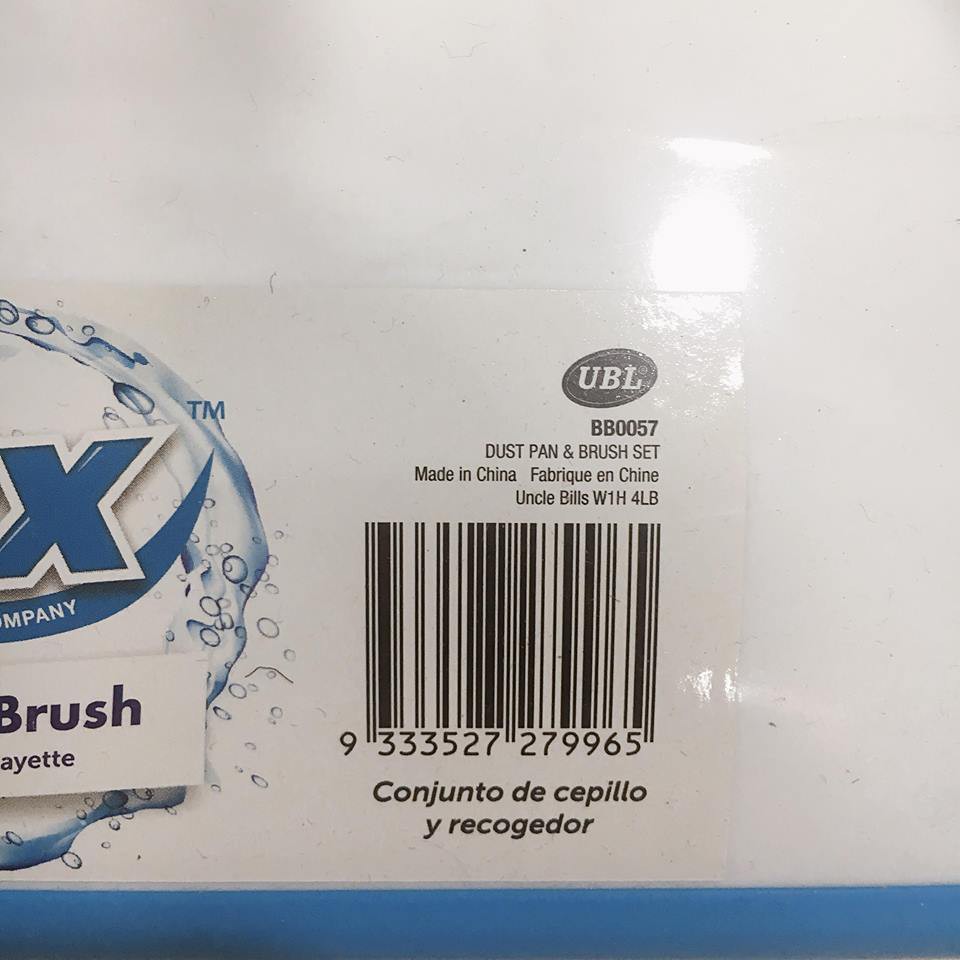 UBL
BB0057
DUST PAN & BRUSH SET
Made in China Fabrique en Chine
Uncle Bills W1H 4LB
9 333527 279965
Conjunto de cepillo
y recogedor
X
TM
OMPANY
Brush
ayette